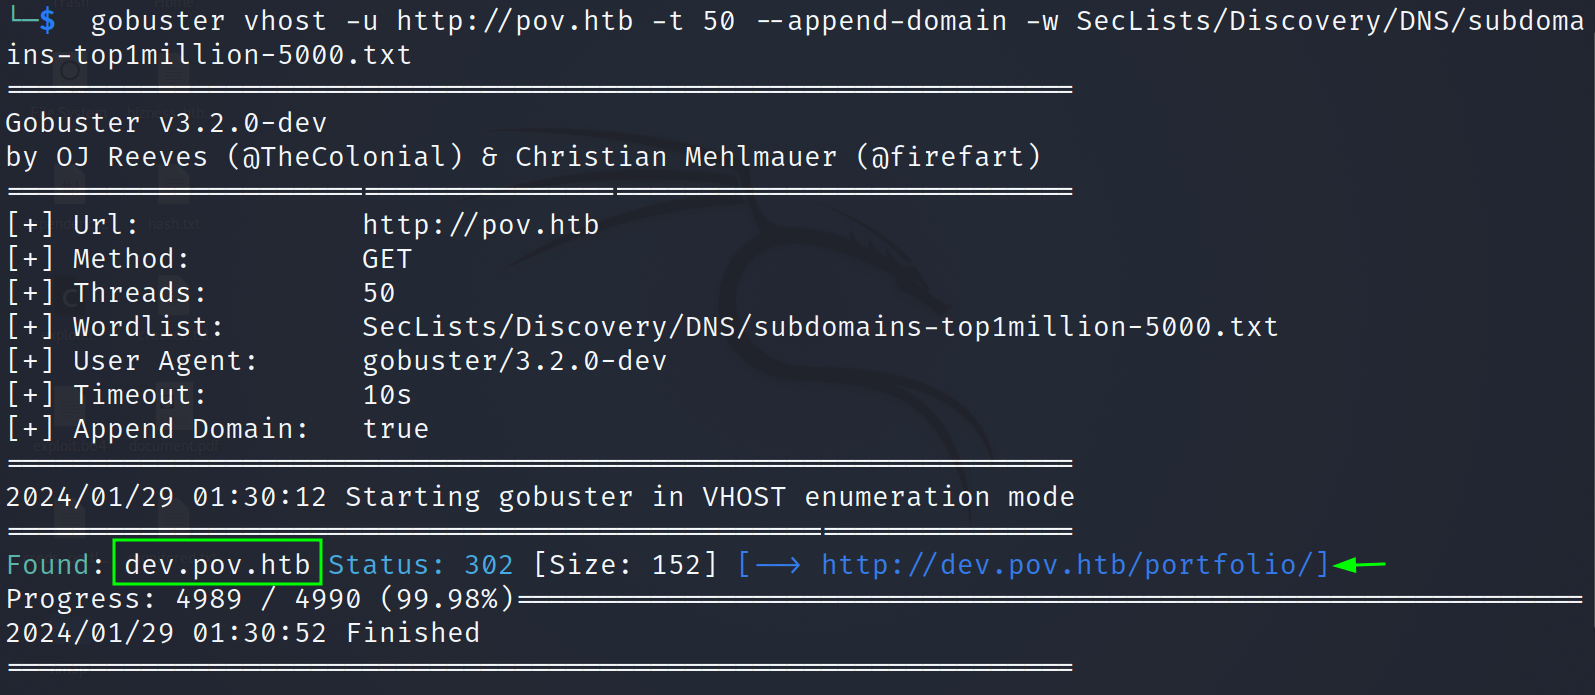 └─$ gobuster vhost -u http://pov.htb -t 50 --append-domain -w SecLists/Discovery/DNS/subdoma
ins-top1million-5000.txt
===============================================================
Gobuster v3.2.0-dev
by OJ Reeves (@TheColonial) & Christian Mehlmauer (@firefart)
===============================================================
[+] Url: http://pov.htb
[+] Method: GET
[+] Threads: 50
[+] Wordlist: SecLists/Discovery/DNS/subdomains-top1million-5000.txt
[+] User Agent: gobuster/3.2.0-dev
[+] Timeout: 10s
[+] Append Domain: true
===============================================================
2024/01/29 01:30:12 Starting gobuster in VHOST enumeration mode
===============================================================
Found: dev.pov.htb Status: 302 [Size: 152] [--> http://dev.pov.htb/portfolio/]
Progress: 4989 / 4990 (99.98%)===============================================================
2024/01/29 01:30:52 Finished
===============================================================